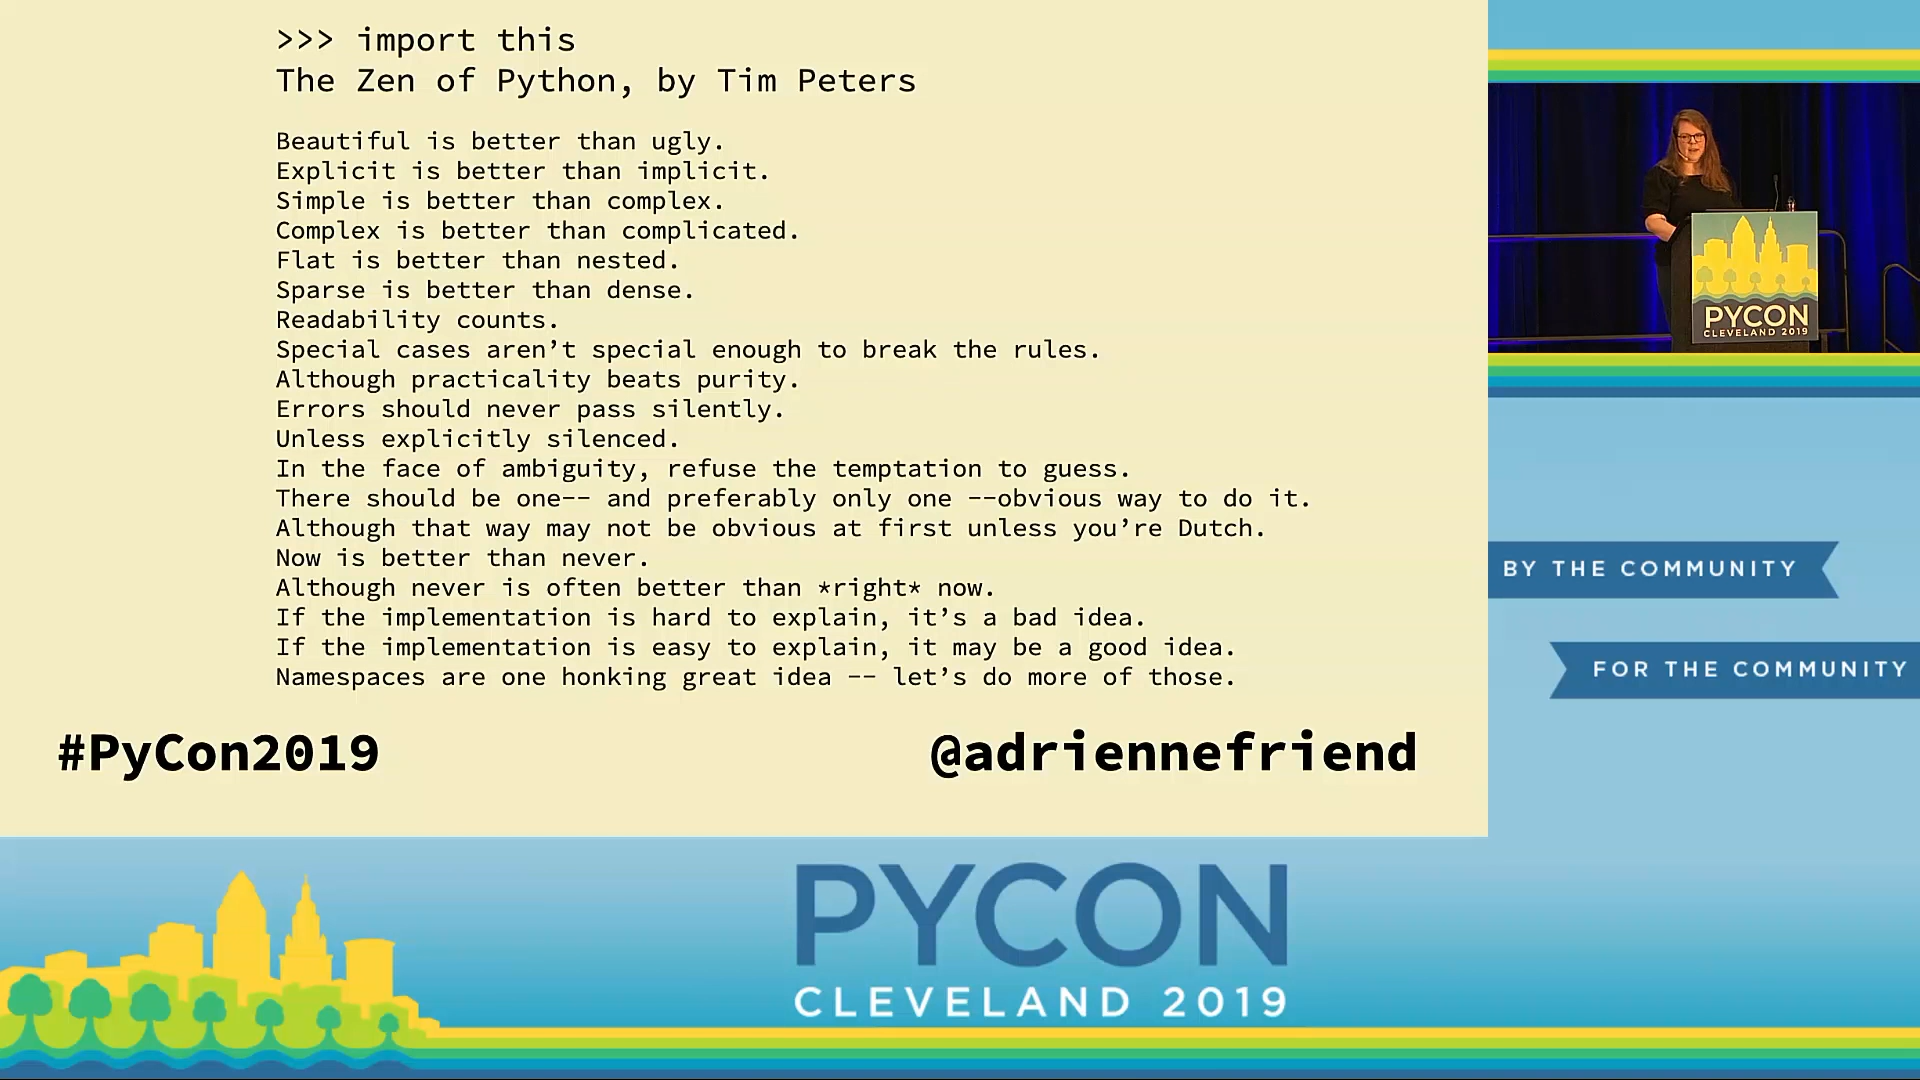 >>> import this
The Zen of Python, by Tim Peters
Beautiful is better than ugly.
Explicit is better than implicit.
Simple is better than complex.
Complex is better than complicated.
Flat is better than nested.
Sparse is better than dense.
Readability counts.
Special cases aren’t special enough to break the rules.
Although practicality beats purity.
Errors should never pass silently.
Unless explicitly silenced.
In the face of ambiguity, refuse the temptation to guess.
There should be one-- and preferably only one --obvious way to do it.
Although that way may not be obvious at first unless you’re Dutch.
Now is better than never.
Although never is often better than *right* now.
If the implementation is hard to explain, it’s a bad idea.
If the implementation is easy to explain, it may be a good idea.
Namespaces are one honking great idea -- let’s do more of those.
#PyCon2019
@adriennefriend
PYCON
CLEVELAND 2019
BY THE COMMUNITY
FOR THE COMMUNITY
PYCON
CLEVELAND 2019